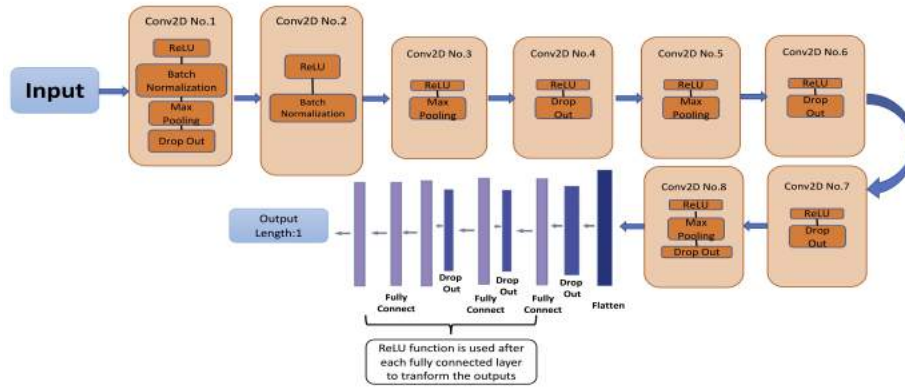 Input
Conv2D No.1
ReLU
Batch
Normalization
Max
Pooling
Drop Out
Conv2D No.2
ReLU
Batch
Normalization
Conv2D No.3
ReLU
Max
Pooling
Conv2D No.4
ReLU
Drop
Out
Conv2D No.5
ReLU
Max
Pooling
Conv2D No.6
ReLU
Drop
Out
Conv2D No.7
ReLU
Drop
Out
Conv2D No.8
ReLU
Max
Pooling
Drop Out
Flatten
Drop
Out
Fully
Connect
Drop
Out
Fully
Connect
Drop
Out
Fully
Connect
Output
Length:1
ReLU function is used after
each fully connected layer
to tranform the outputs